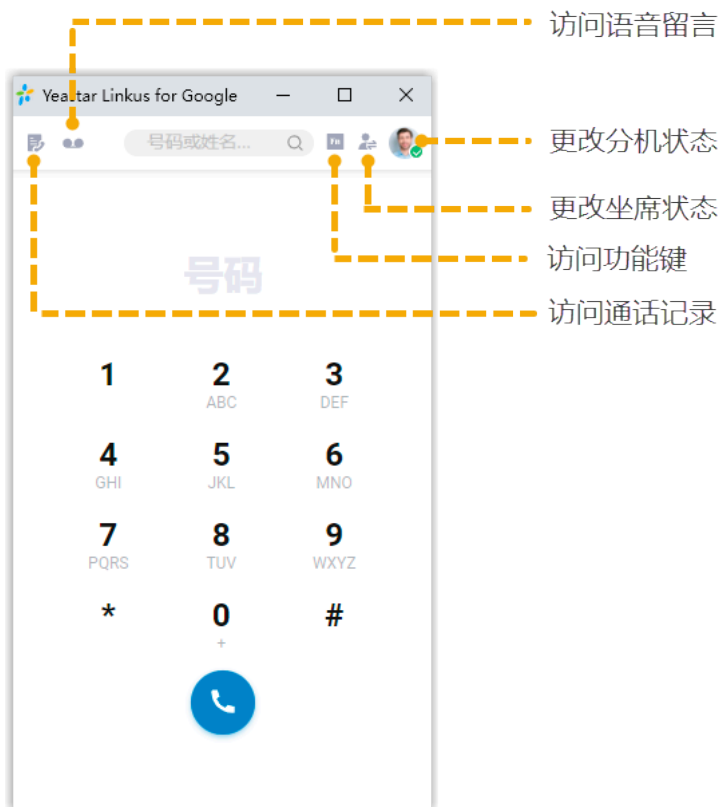 访问语音留言
Yeastar Linkus for Google
号码或姓名...
Fn
更改分机状态
更改坐席状态
号码
访问功能键
访问通话记录
1 2 3
ABC DEF
4 5 6
GHI JKL MNO
7 8 9
PQRS TUV WXYZ
* 0 #
+